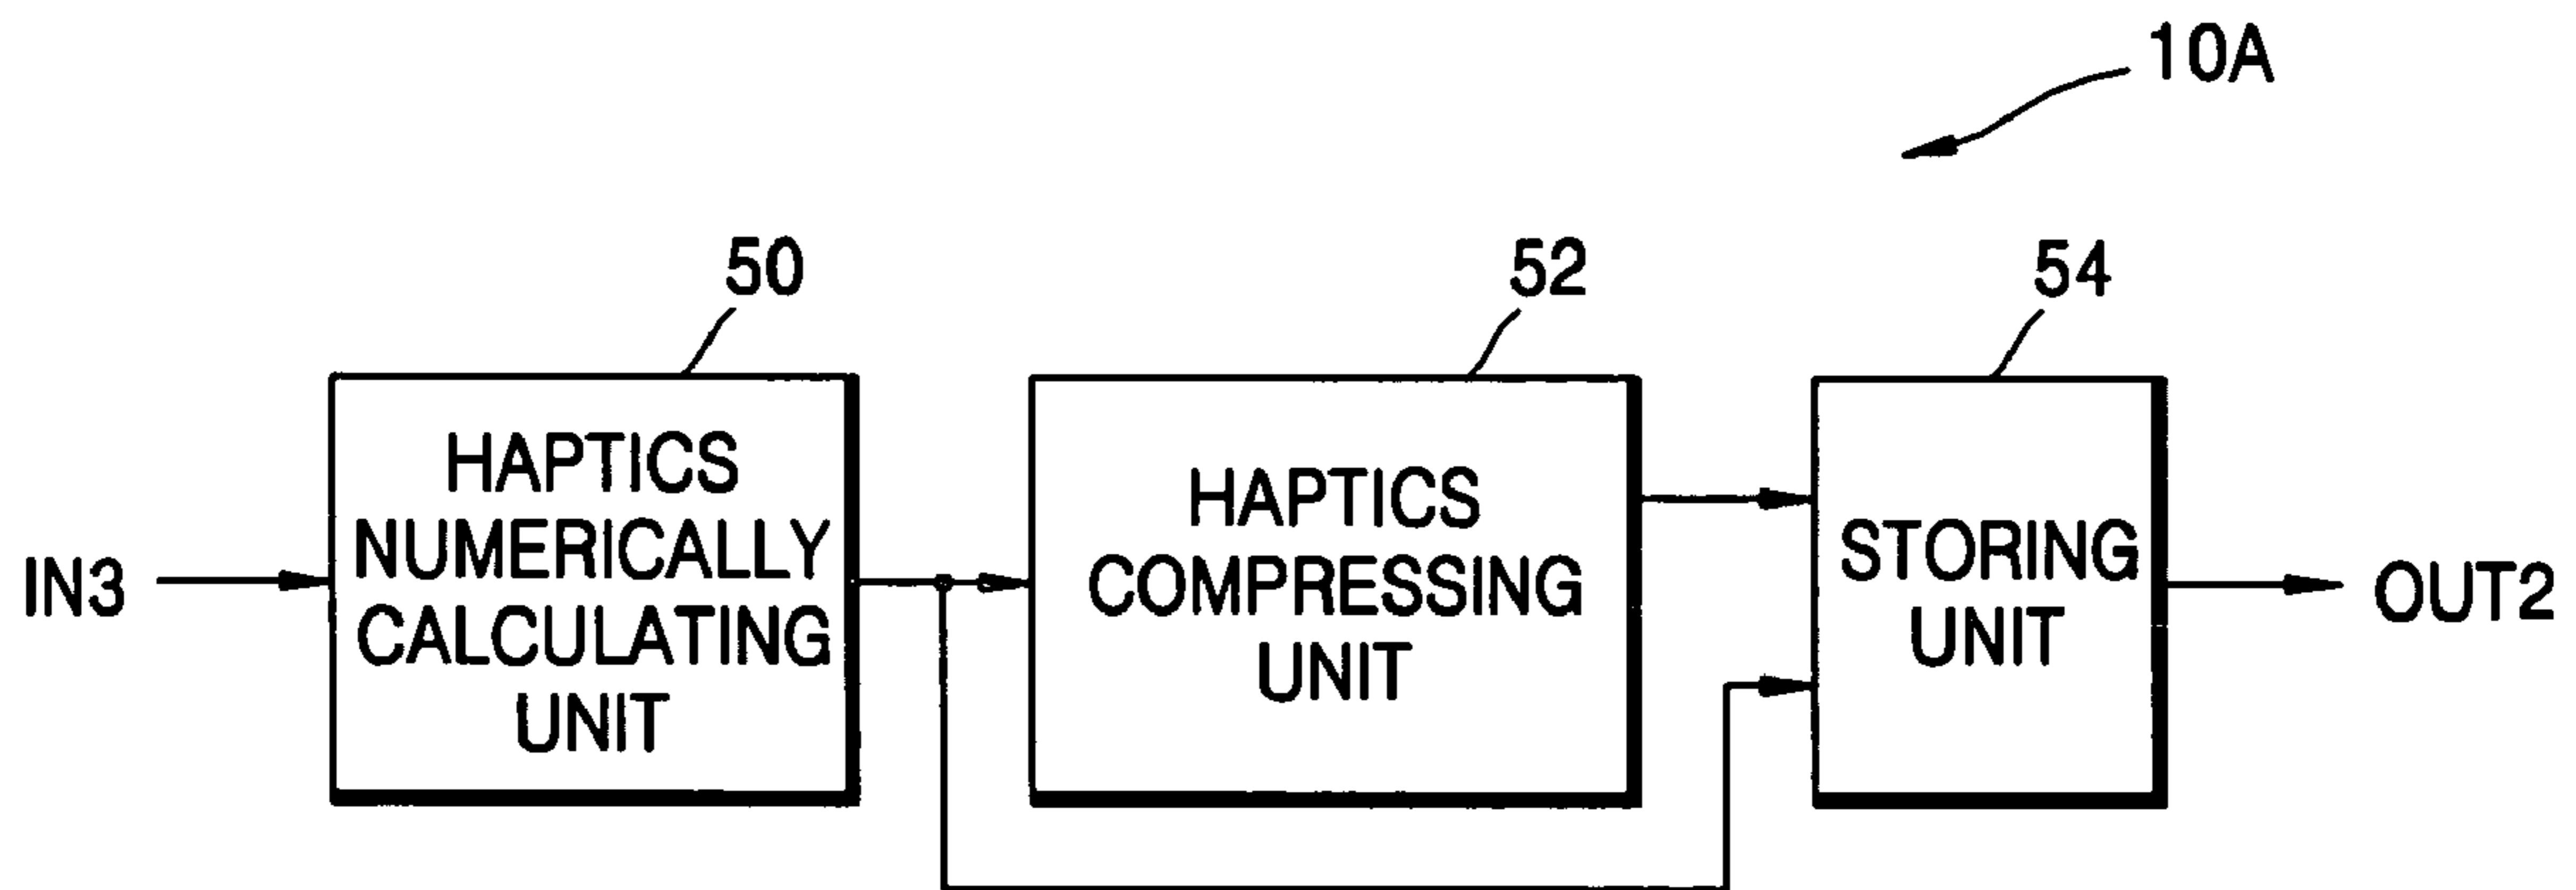 10A
50
52
54
IN3
HAPTICS
NUMERICALLY
CALCULATING
UNIT
HAPTICS
COMPRESSING
UNIT
STORING
UNIT
OUT2